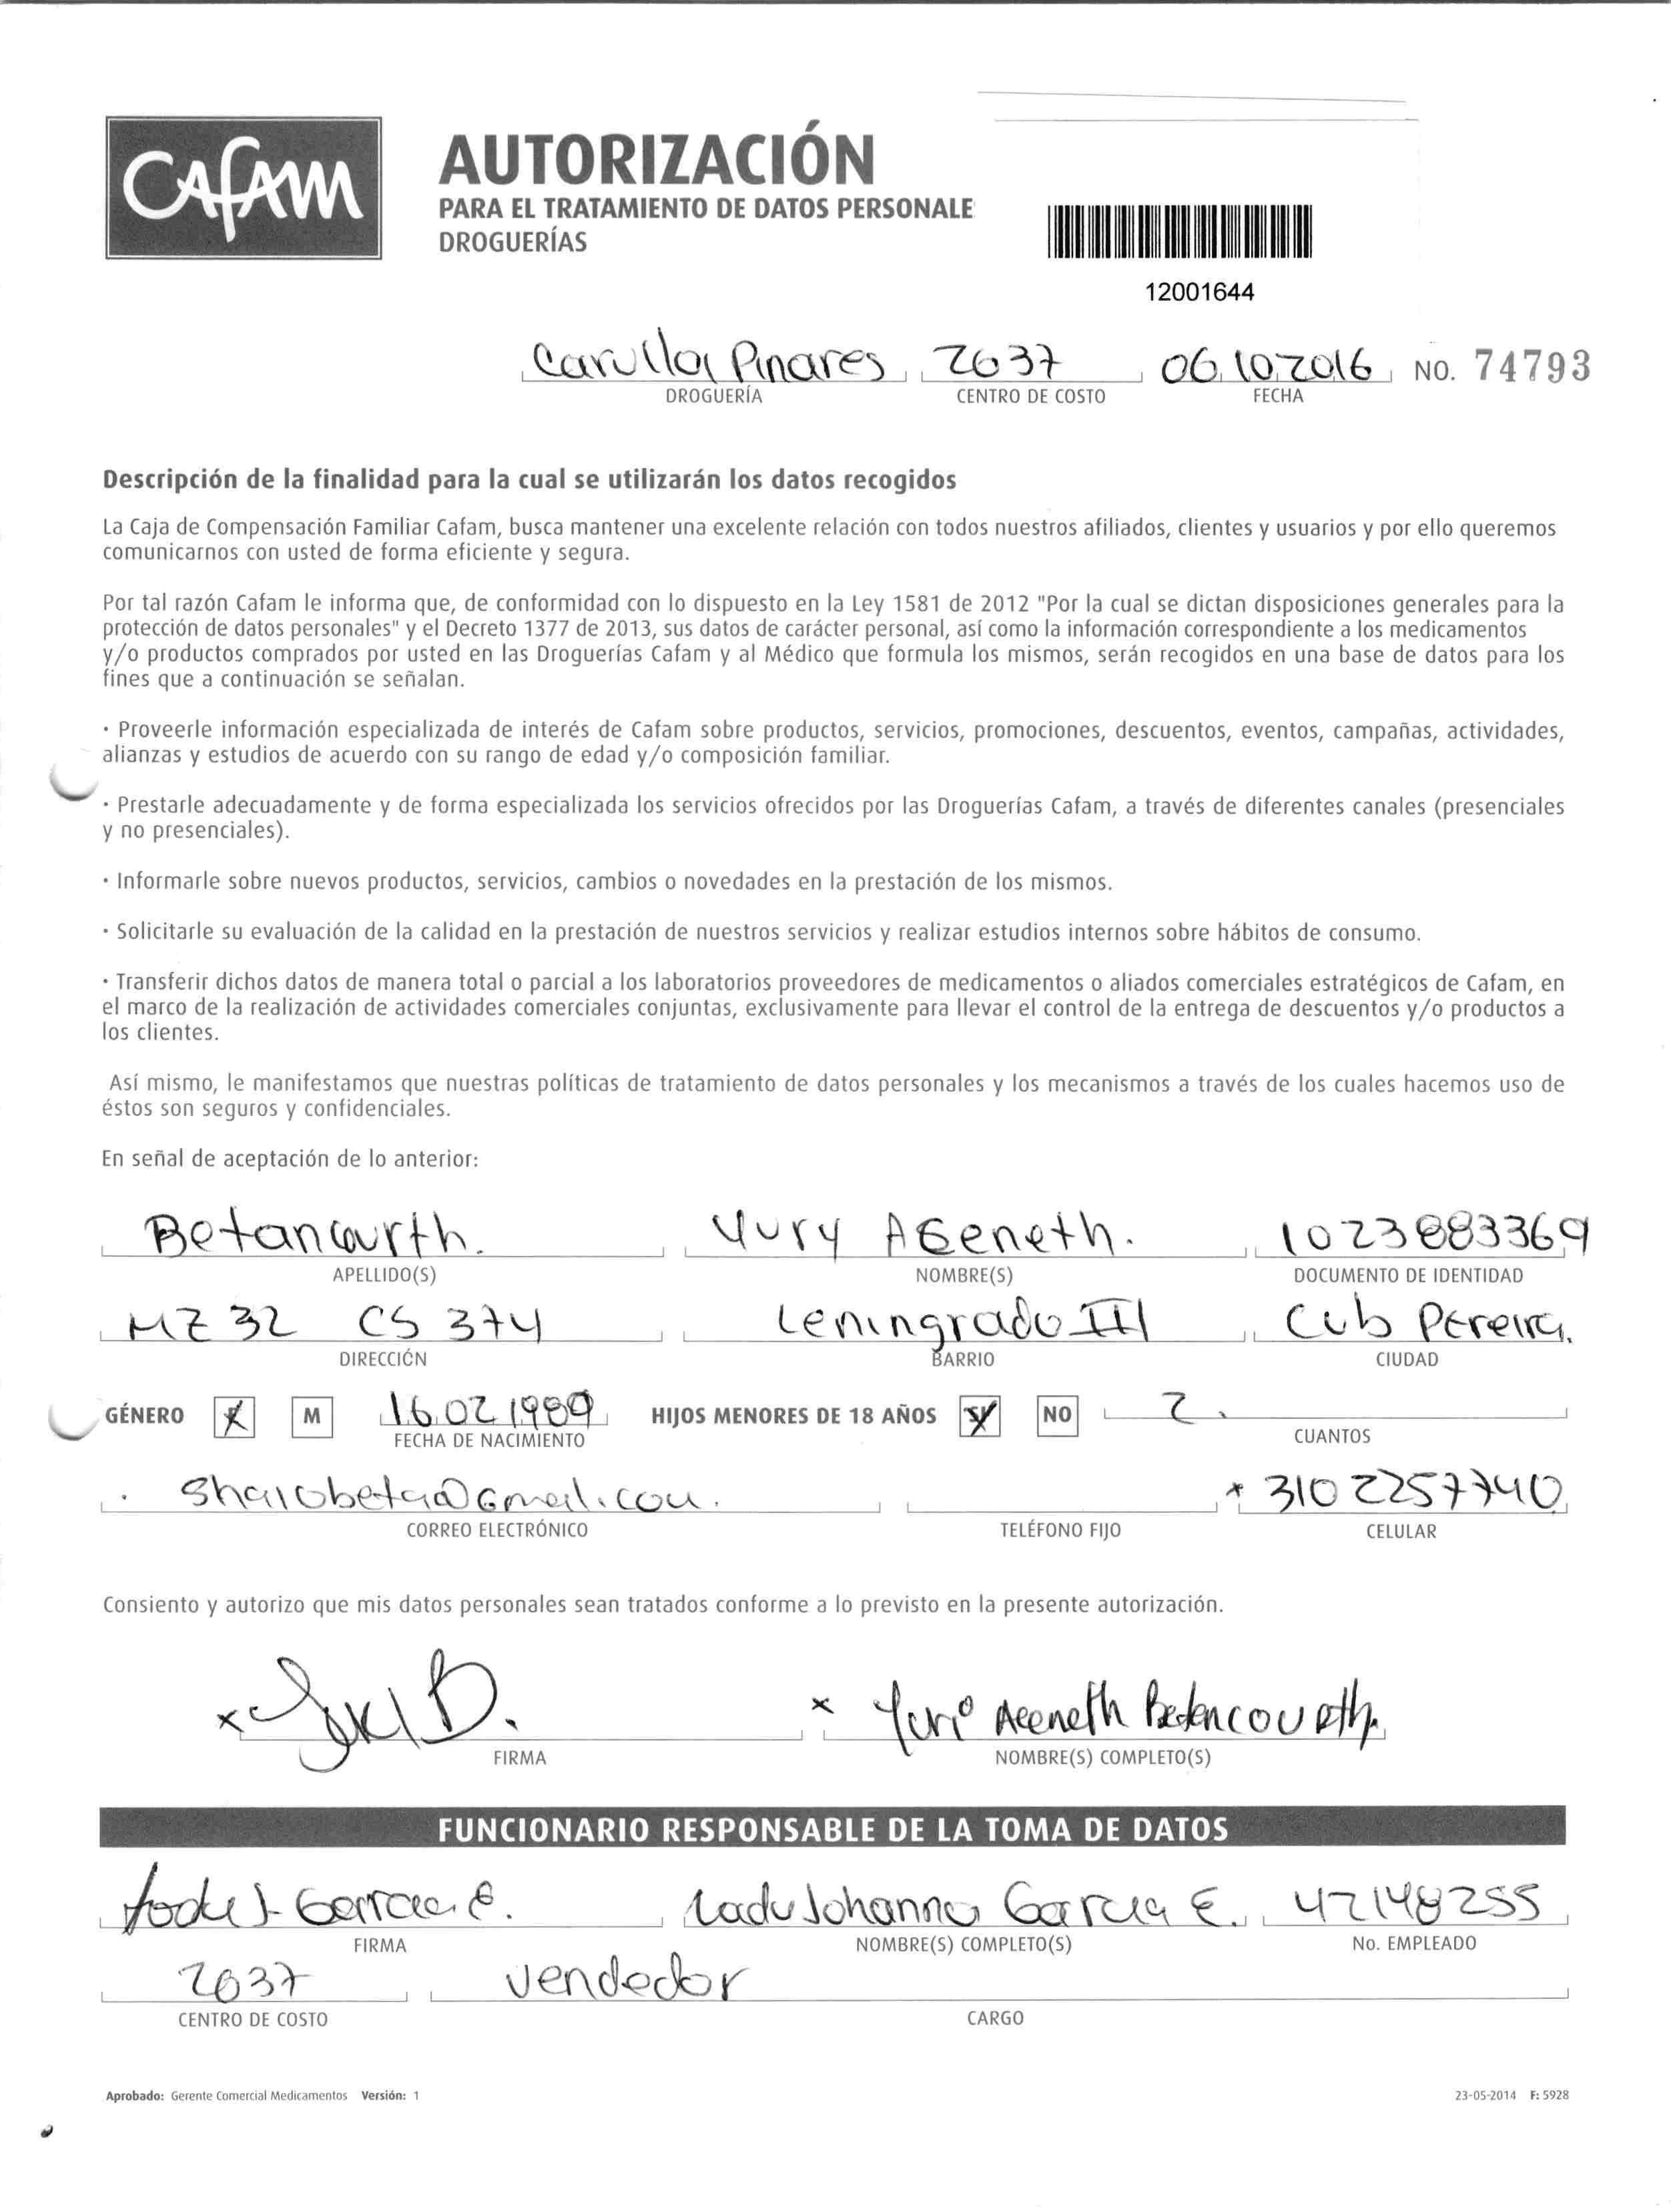 CAFAM
AUTORIZACIÓN
PARA EL TRATAMIENTO DE DATOS PERSONALE
DROGUERÍAS
12001644
Carulla Pinares 2637 06 10 2016 NO. 74793
DROGUERÍA CENTRO DE COSTO FECHA
Descripción de la finalidad para la cual se utilizarán los datos recogidos
La Caja de Compensación Familiar Cafam, busca mantener una excelente relación con todos nuestros afiliados, clientes y usuarios y por ello queremos
comunicarnos con usted de forma eficiente y segura.
Por tal razón Cafam le informa que, de conformidad con lo dispuesto en la Ley 1581 de 2012 "Por la cual se dictan disposiciones generales para la
protección de datos personales" y el Decreto 1377 de 2013, sus datos de carácter personal, así como la información correspondiente a los medicamentos
y/o productos comprados por usted en las Droguerías Cafam y al Médico que formula los mismos, serán recogidos en una base de datos para los
fines que a continuación se señalan.
· Proveerle información especializada de interés de Cafam sobre productos, servicios, promociones, descuentos, eventos, campañas, actividades,
alianzas y estudios de acuerdo con su rango de edad y/o composición familiar.
· Prestarle adecuadamente y de forma especializada los servicios ofrecidos por las Droguerías Cafam, a través de diferentes canales (presenciales
y no presenciales).
· Informarle sobre nuevos productos, servicios, cambios o novedades en la prestación de los mismos.
· Solicitarle su evaluación de la calidad en la prestación de nuestros servicios y realizar estudios internos sobre hábitos de consumo.
· Transferir dichos datos de manera total o parcial a los laboratorios proveedores de medicamentos o aliados comerciales estratégicos de Cafam, en
el marco de la realización de actividades comerciales conjuntas, exclusivamente para llevar el control de la entrega de descuentos y/o productos a
los clientes.
Así mismo, le manifestamos que nuestras políticas de tratamiento de datos personales y los mecanismos a través de los cuales hacemos uso de
éstos son seguros y confidenciales.
En señal de aceptación de lo anterior:
Betancourth. Yury Aseneth. 1023883369
APELLIDO(S) NOMBRE(S) DOCUMENTO DE IDENTIDAD
MZ 32 CS 374 Leningrado III Cub Pereira.
DIRECCIÓN BARRIO CIUDAD
GÉNERO M 16 02 1989 HIJOS MENORES DE 18 AÑOS SI NO 2.
FECHA DE NACIMIENTO CUANTOS
310 2257740
CORREO ELECTRÓNICO TELÉFONO FIJO CELULAR
Consiento y autorizo que mis datos personales sean tratados conforme a lo previsto en la presente autorización.
x x Betancourth.
FIRMA NOMBRE(S) COMPLETO(S)
FUNCIONARIO RESPONSABLE DE LA TOMA DE DATOS
Johanna Garcia E. 42148255
FIRMA NOMBRE(S) COMPLETO(S) No. EMPLEADO
2637 vendedor
CENTRO DE COSTO CARGO
Aprobado: Gerente Comercial Medicamentos Versión: 1 23-05-2014 F: 5928